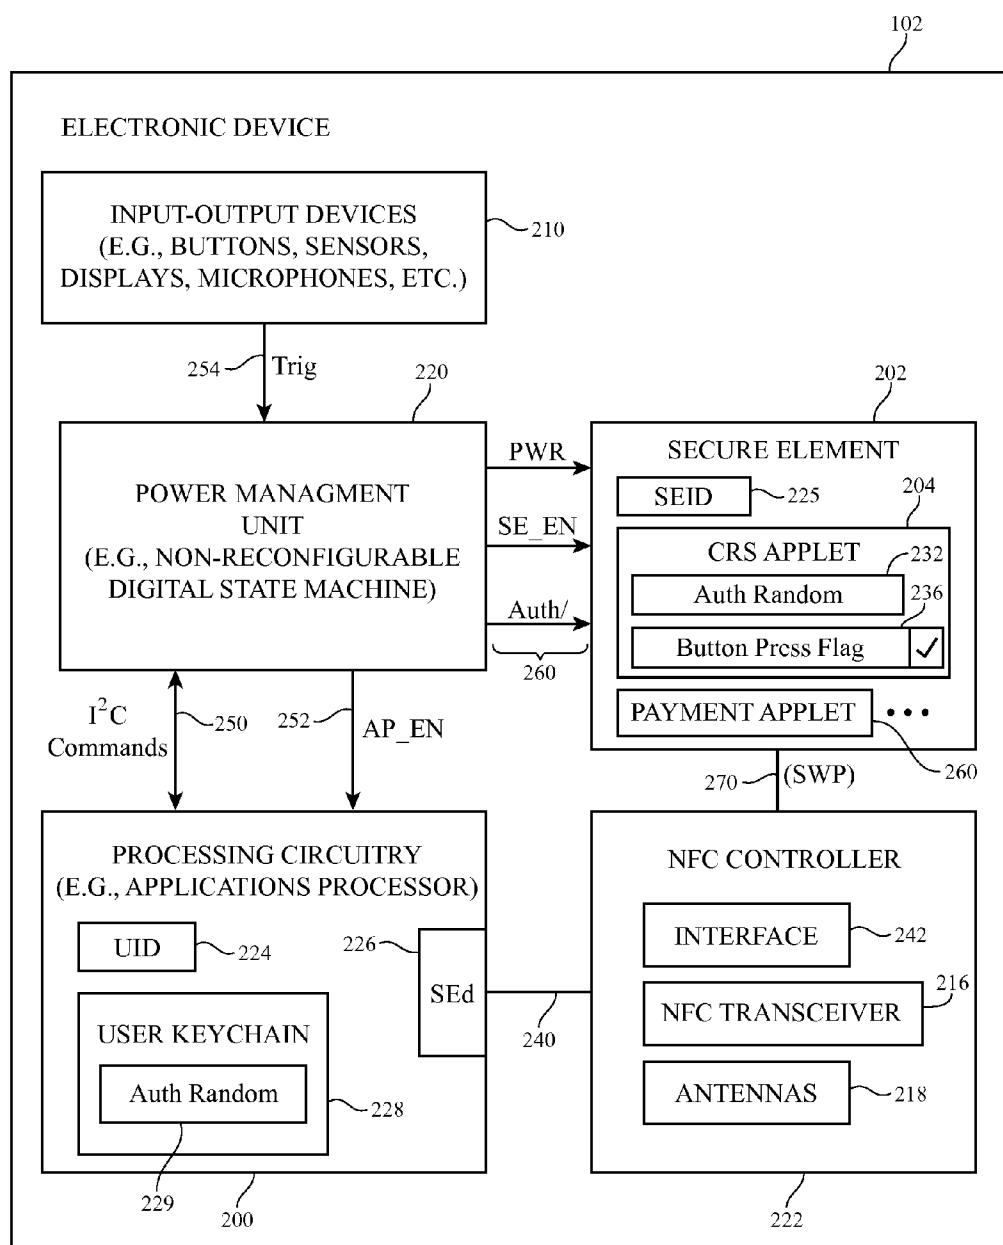 102
ELECTRONIC DEVICE
INPUT-OUTPUT DEVICES
(E.G., BUTTONS, SENSORS,
DISPLAYS, MICROPHONES, ETC.)
210
254
Trig
220
POWER MANAGMENT
UNIT
(E.G., NON-RECONFIGURABLE
DIGITAL STATE MACHINE)
PWR
SE_EN
Auth/
260
202
SECURE ELEMENT
SEID
225
204
CRS APPLET
232
Auth Random
236
Button Press Flag ✓
PAYMENT APPLET
•••
260
I²C
Commands
250
252
AP_EN
270
(SWP)
PROCESSING CIRCUITRY
(E.G., APPLICATIONS PROCESSOR)
UID
224
226
SEd
USER KEYCHAIN
Auth Random
228
229
200
240
NFC CONTROLLER
INTERFACE
242
NFC TRANSCEIVER
216
ANTENNAS
218
222